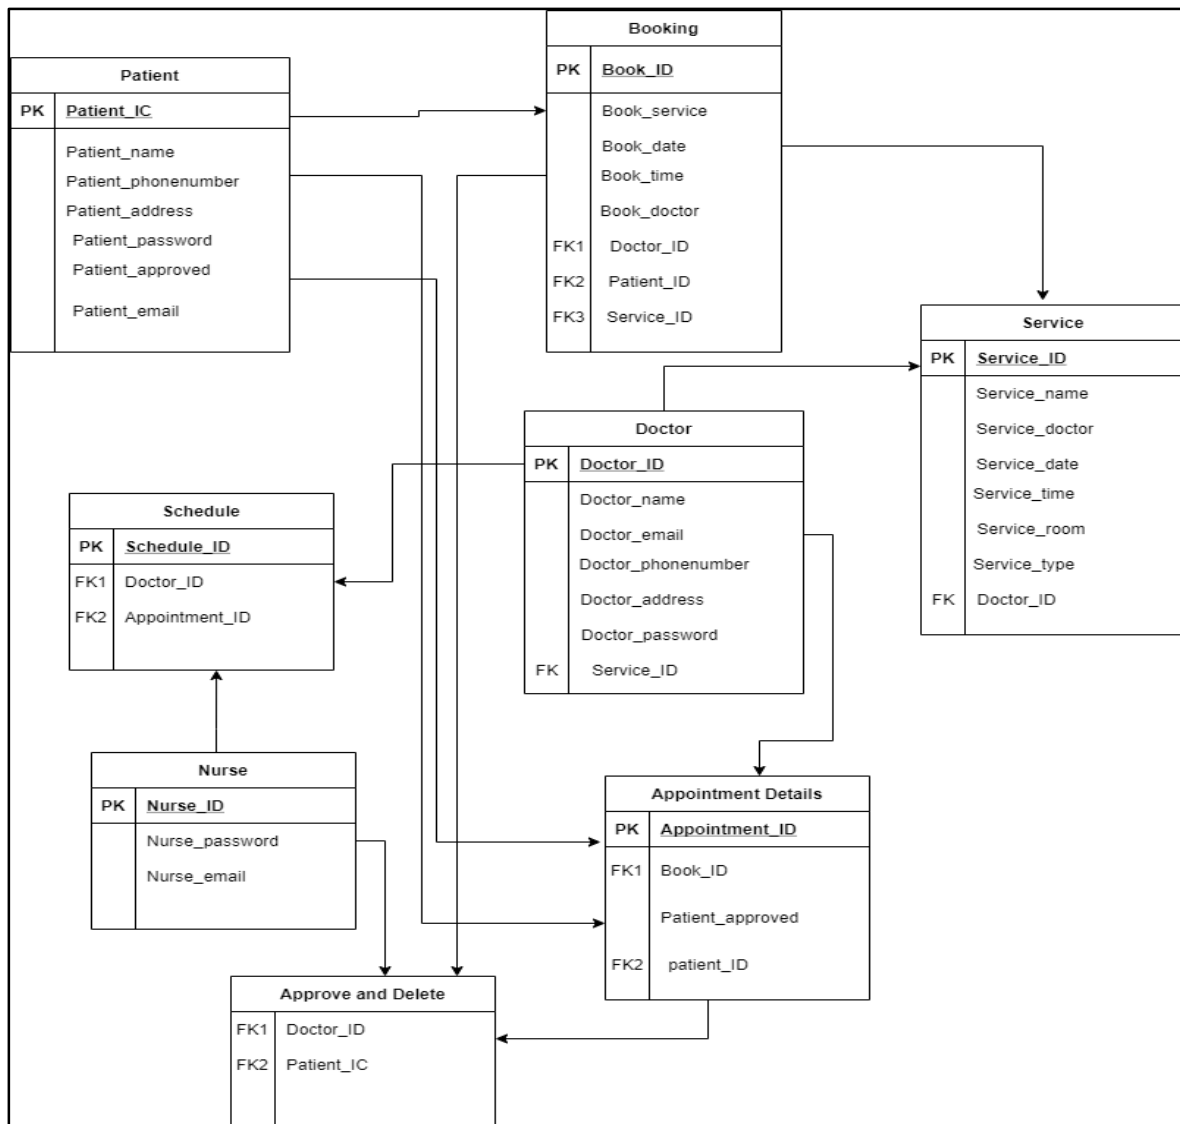 Patient
PK Patient_IC
Patient_name
Patient_phonenumber
Patient_address
Patient_password
Patient_approved
Patient_email
Booking
PK Book_ID
Book_service
Book_date
Book_time
Book_doctor
FK1 Doctor_ID
FK2 Patient_ID
FK3 Service_ID
Service
PK Service_ID
Service_name
Service_doctor
Service_date
Service_time
Service_room
Service_type
FK Doctor_ID
Doctor
PK Doctor_ID
Doctor_name
Doctor_email
Doctor_phonenumber
Doctor_address
Doctor_password
FK Service_ID
Schedule
PK Schedule_ID
FK1 Doctor_ID
FK2 Appointment_ID
Nurse
PK Nurse_ID
Nurse_password
Nurse_email
Appointment Details
PK Appointment_ID
FK1 Book_ID
Patient_approved
FK2 patient_ID
Approve and Delete
FK1 Doctor_ID
FK2 Patient_IC